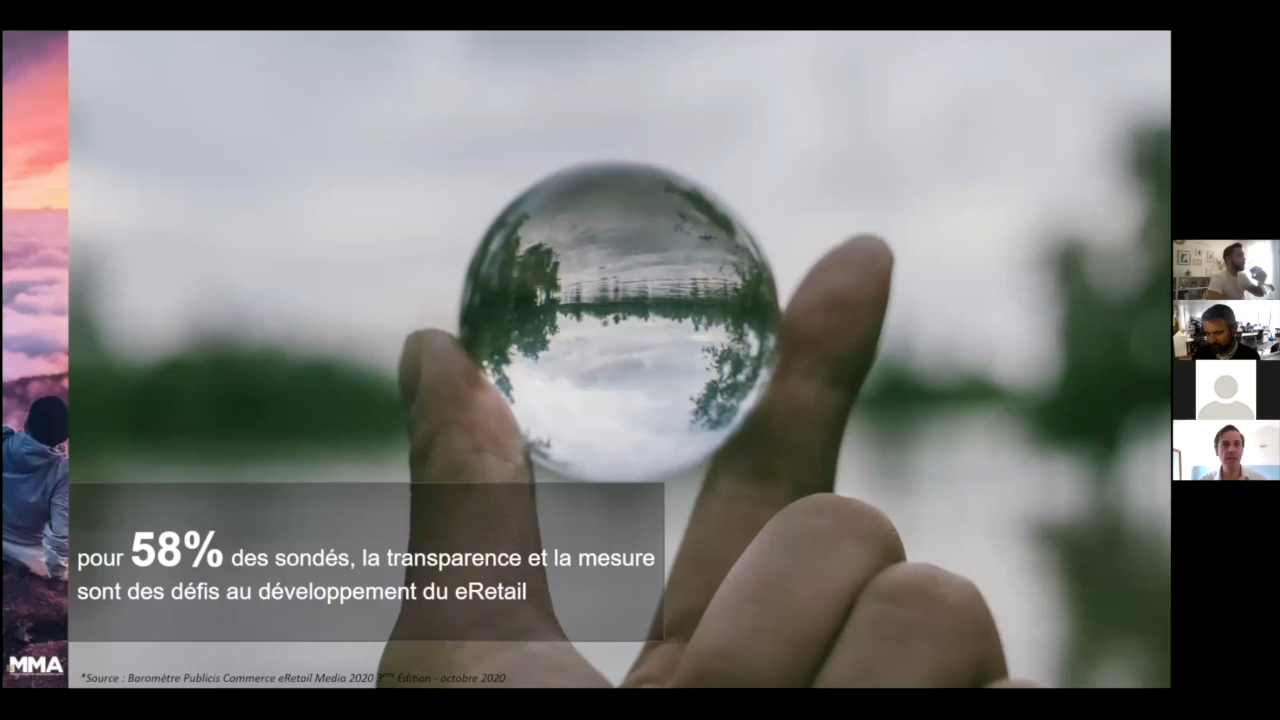 pour 58% des sondés, la transparence et la mesure
sont des défis au développement du eRetail
MMA
*Source : Baromètre Publicis Commerce eRetail Media 2020 3ème Edition - octobre 2020